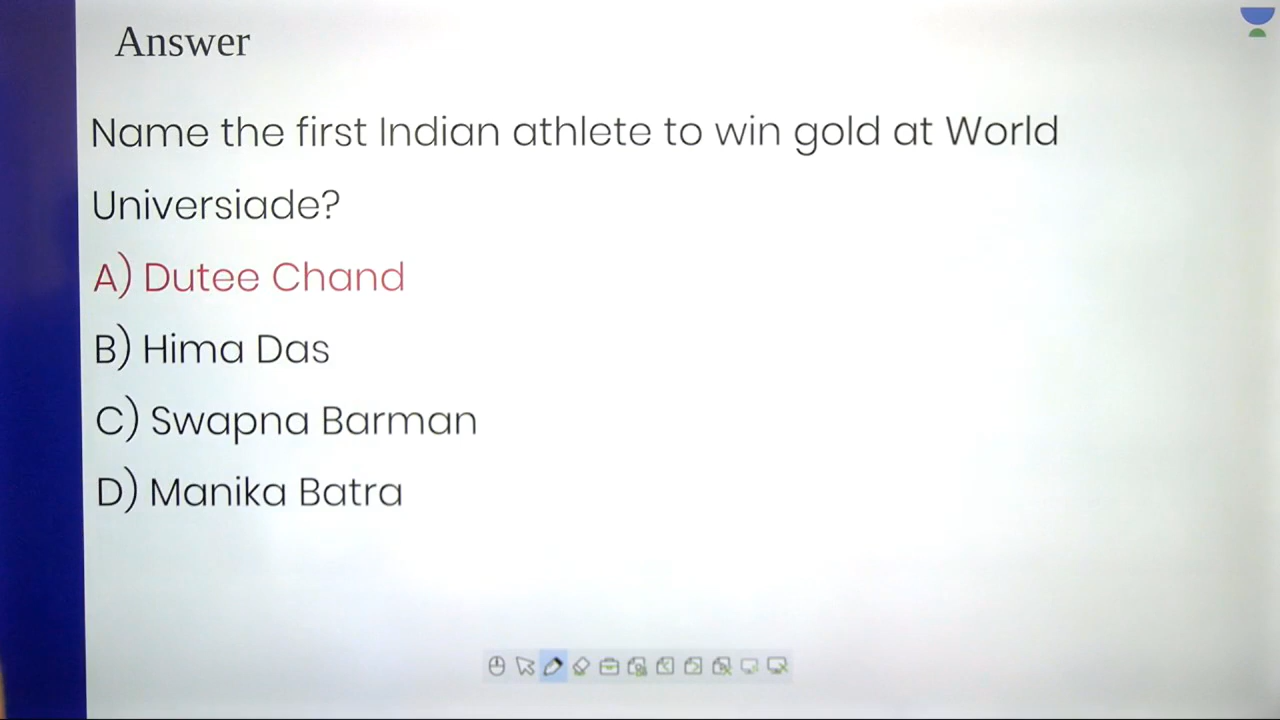 Answer
Name the first Indian athlete to win gold at World
Universiade?
A) Dutee Chand
B) Hima Das
C) Swapna Barman
D) Manika Batra